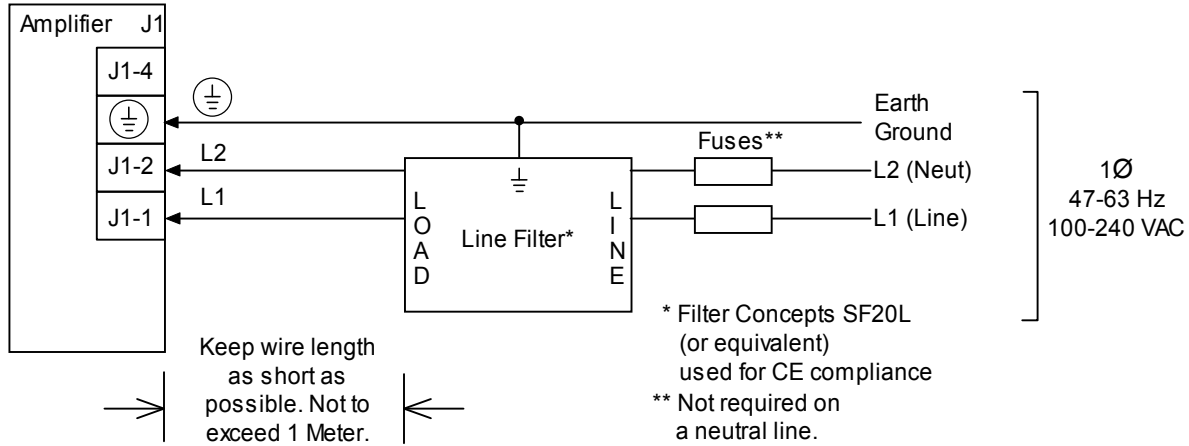 Amplifier J1
J1-4
J1-2
J1-1
L2
L1
Earth
Ground
Fuses**
L2 (Neut)
L1 (Line)
LOAD
Line Filter*
LINE
1Ø
47-63 Hz
100-240 VAC
Keep wire length
as short as
possible. Not to
exceed 1 Meter.
* Filter Concepts SF20L
(or equivalent)
used for CE compliance
** Not required on
a neutral line.